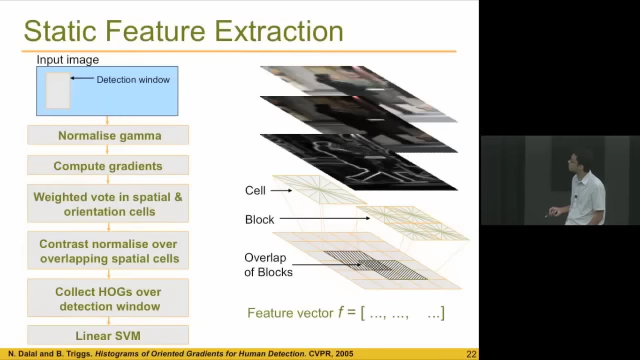 Static Feature Extraction
Input image
Detection window
Normalise gamma
Compute gradients
Weighted vote in spatial &
orientation cells
Contrast normalise over
overlapping spatial cells
Collect HOGs over
detection window
Linear SVM
Cell
Block
Overlap
of Blocks
Feature vector f = [ ..., ..., ...]
N. Dalal and B. Triggs. Histograms of Oriented Gradients for Human Detection. CVPR, 2005
22